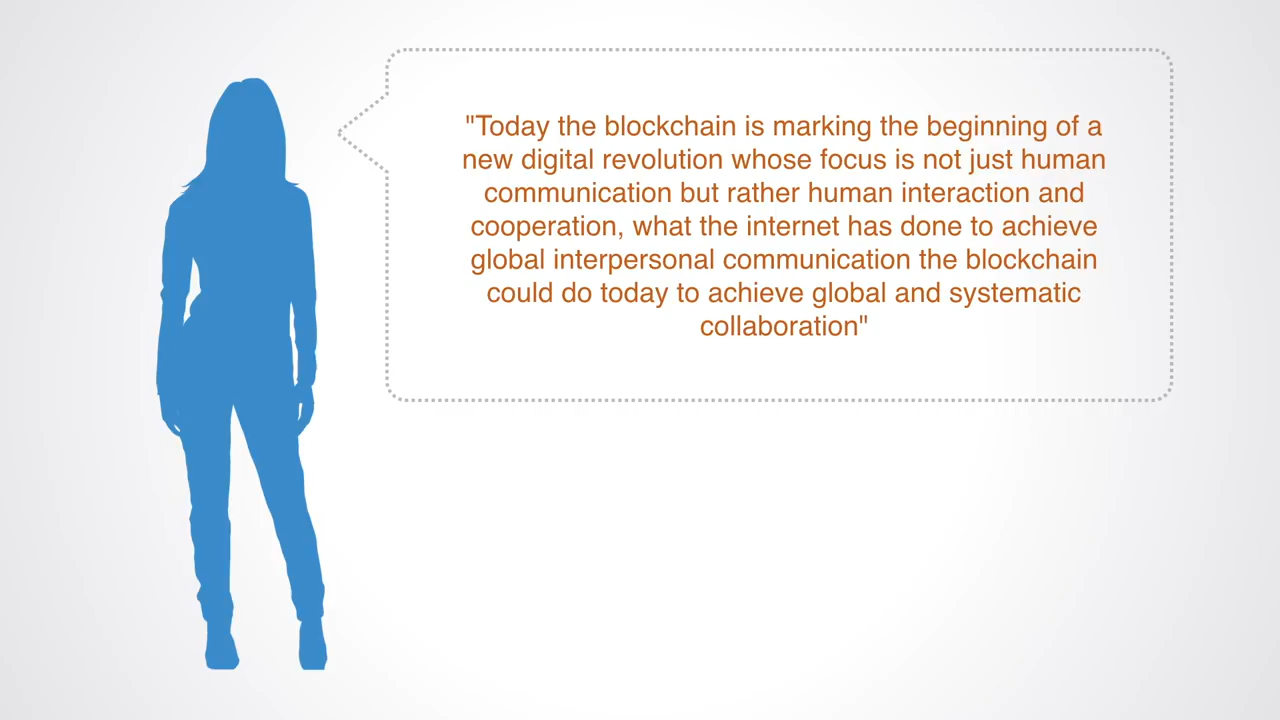 "Today the blockchain is marking the beginning of a
new digital revolution whose focus is not just human
communication but rather human interaction and
cooperation, what the internet has done to achieve
global interpersonal communication the blockchain
could do today to achieve global and systematic
collaboration"